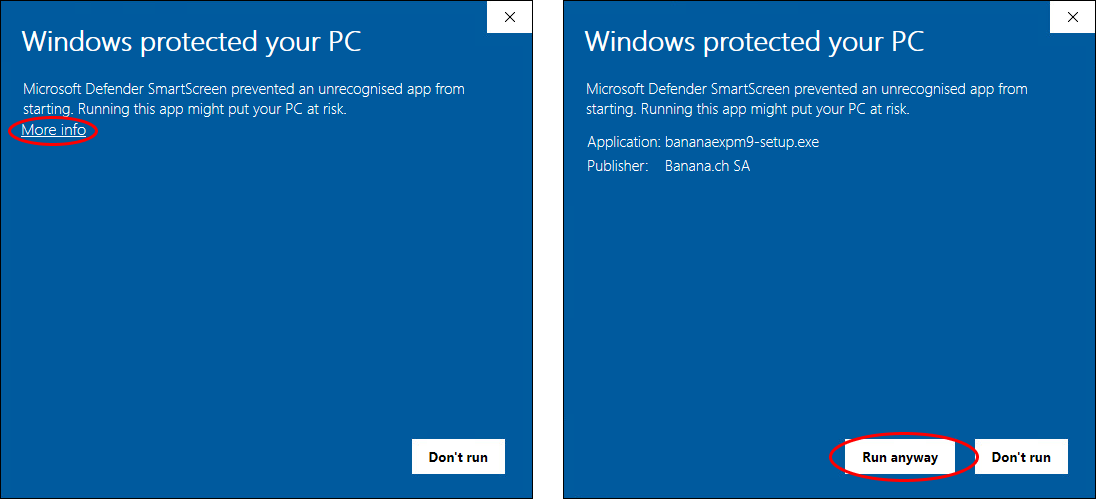 Windows protected your PC
Microsoft Defender SmartScreen prevented an unrecognised app from
starting. Running this app might put your PC at risk.
More info
Don't run
Windows protected your PC
Microsoft Defender SmartScreen prevented an unrecognised app from
starting. Running this app might put your PC at risk.
Application: bananaexpm9-setup.exe
Publisher: Banana.ch SA
Run anyway
Don't run